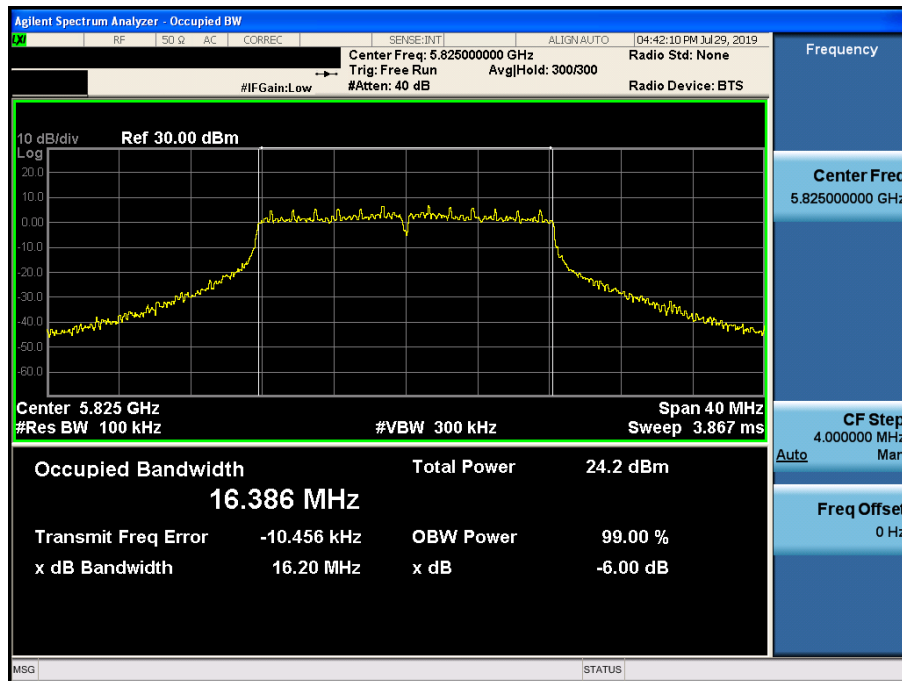 Agilent Spectrum Analyzer - Occupied BW
LXI RF 50 Ω AC CORREC SENSE:INT ALIGN AUTO 04:42:10 PM Jul 29, 2019
Center Freq: 5.825000000 GHz Radio Std: None
Trig: Free Run Avg|Hold: 300/300
#IFGain:Low #Atten: 40 dB Radio Device: BTS
10 dB/div Ref 30.00 dBm
Log
20.0
10.0
0.00
-10.0
-20.0
-30.0
-40.0
-50.0
-60.0
Center 5.825 GHz Span 40 MHz
#Res BW 100 kHz #VBW 300 kHz Sweep 3.867 ms
Occupied Bandwidth Total Power 24.2 dBm
16.386 MHz
Transmit Freq Error -10.456 kHz OBW Power 99.00 %
x dB Bandwidth 16.20 MHz x dB -6.00 dB
MSG STATUS
Frequency
Center Freq
5.825000000 GHz
CF Step
4.000000 MHz
Auto Man
Freq Offset
0 Hz